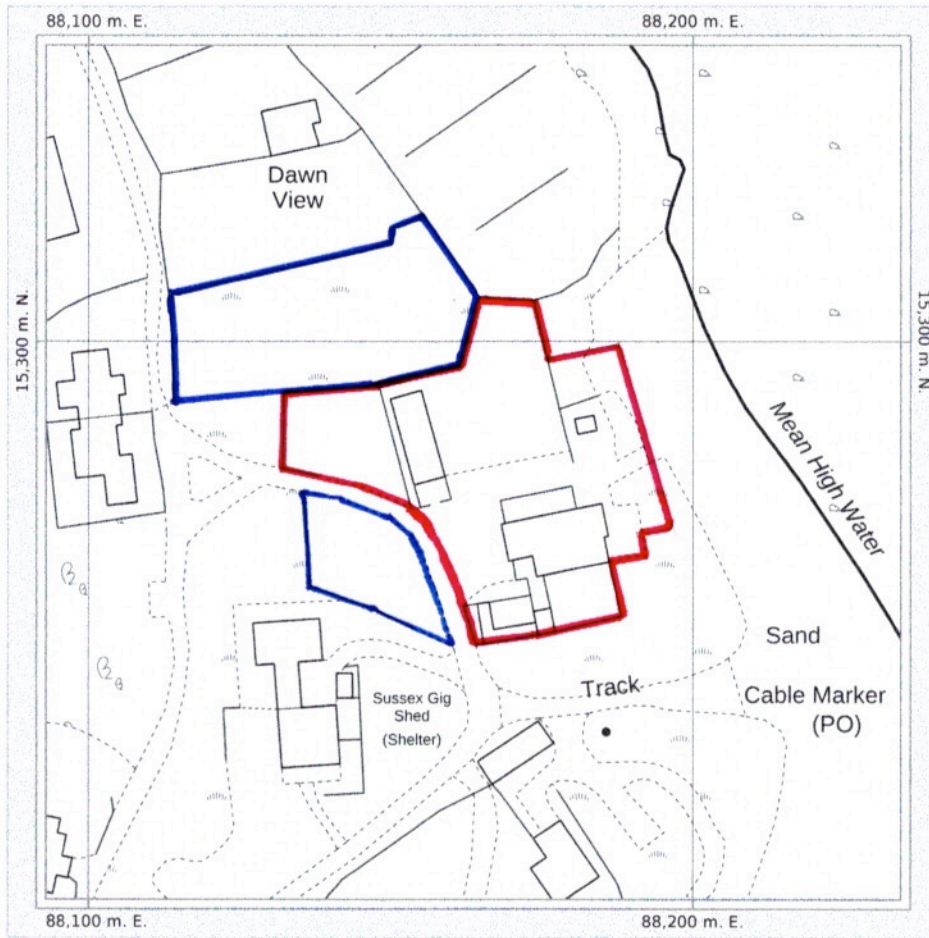 88,100 m. E.
88,200 m. E.
Dawn
View
15,300 m. N.
15,300 m. N.
Mean High Water
Sand
Track
Cable Marker
(PO)
Sussex Gig
Shed
(Shelter)
88,100 m. E.
88,200 m. E.